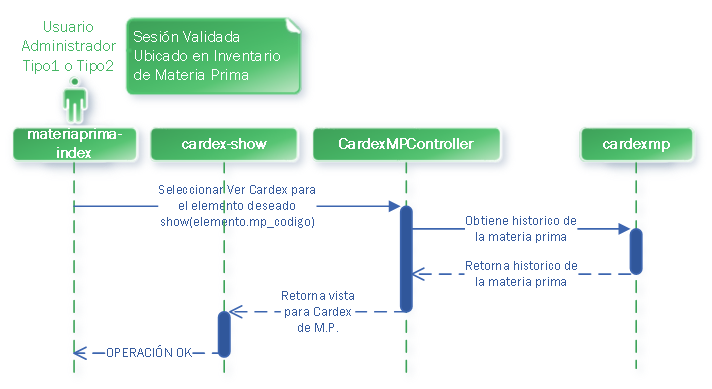 Usuario
Administrador
Tipo1 o Tipo2
Sesión Validada
Ubicado en Inventario
de Materia Prima
materiaprima-
index
cardex-show
CardexMPController
cardexmp
Seleccionar Ver Cardex para
el elemento deseado
show(elemento.mp_codigo)
Obtiene historico de
la materia prima
Retorna historico de
la materia prima
Retorna vista
para Cardex
de M.P.
OPERACIÓN OK